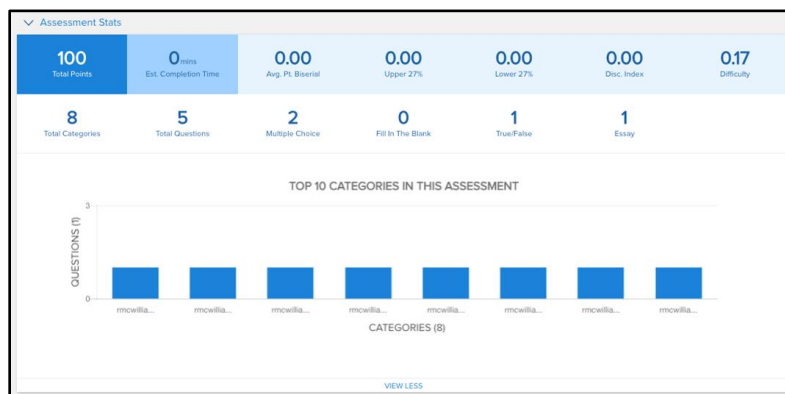 Assessment Stats
100 0 mins 0.00 0.00 0.00 0.00 0.17
Total Points Est. Completion Time Avg. Pt. Biserial Upper 27% Lower 27% Disc. Index Difficulty
8 5 2 0 1 1
Total Categories Total Questions Multiple Choice Fill In The Blank True/False Essay
TOP 10 CATEGORIES IN THIS ASSESSMENT
3
QUESTIONS (1)
0
rmcwillia... rmcwillia... rmcwillia... rmcwillia... rmcwillia... rmcwillia... rmcwillia... rmcwillia...
CATEGORIES (8)
VIEW LESS